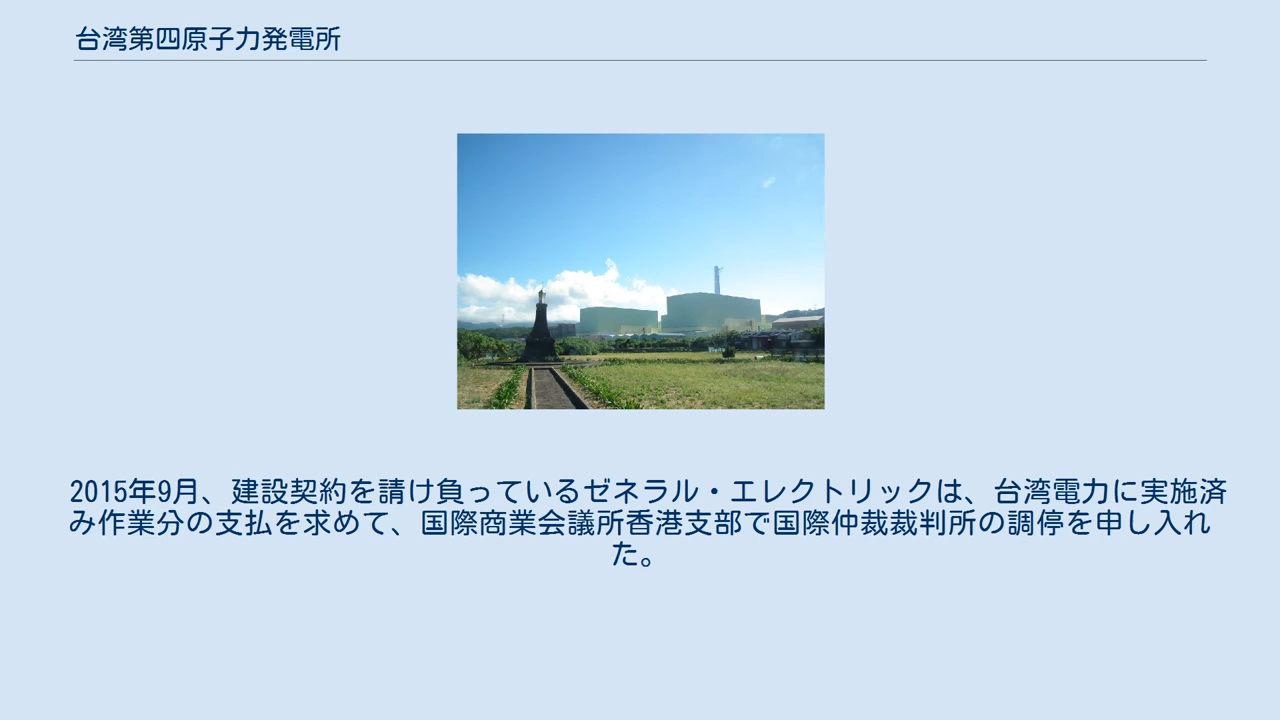 台湾第四原子力発電所
2015年9月、建設契約を請け負っているゼネラル・エレクトリックは、台湾電力に実施済
み作業分の支払を求めて、国際商業会議所香港支部で国際仲裁裁判所の調停を申し入れ
た。